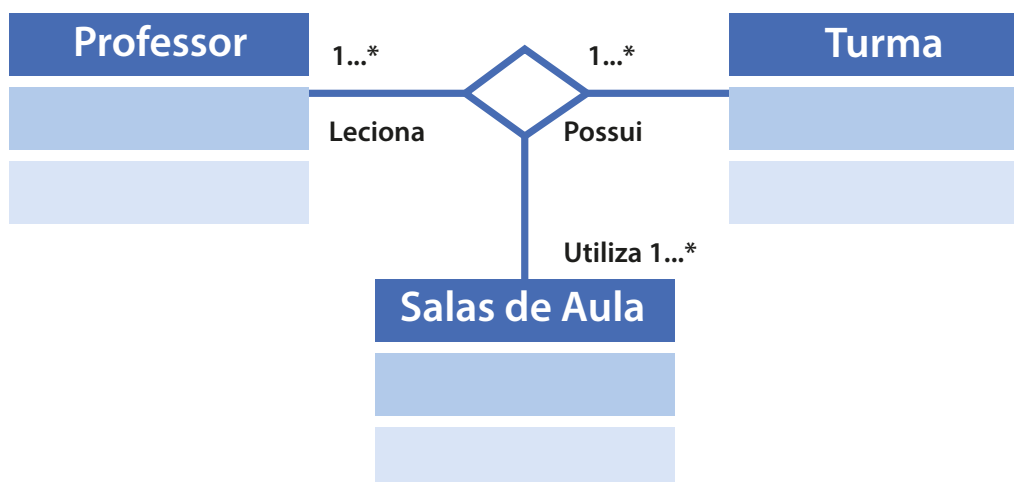 Professor
1...*
1...*
Turma
Leciona
Possui
Utiliza 1...*
Salas de Aula